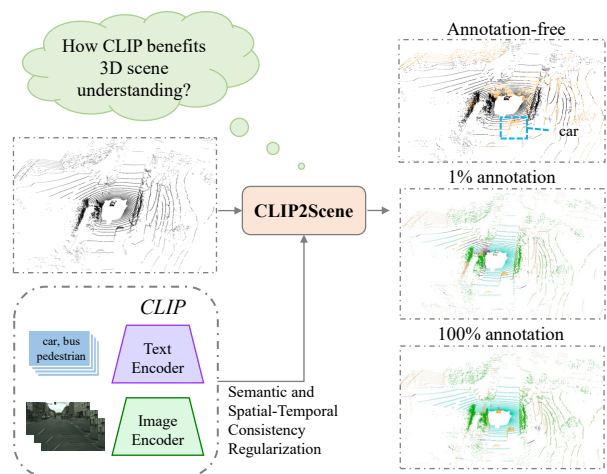 How CLIP benefits
3D scene
understanding?
Annotation-free
car
CLIP2Scene
1% annotation
100% annotation
CLIP
car, bus
pedestrian
Text
Encoder
Image
Encoder
Semantic and
Spatial-Temporal
Consistency
Regularization